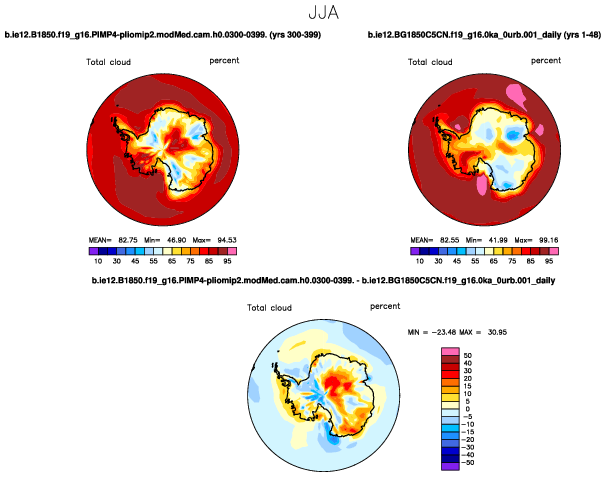 JJA
b.ie12.B1850.f19_g16.PIMP4-pliomip2.modMed.cam.h0.0300-0399. (yrs 300-399)
b.ie12.BG1850C5CN.f19_g16.0ka_0urb.001_daily (yrs 1-48)
Total cloud percent
Total cloud percent
MEAN= 82.75 Min= 46.90 Max= 94.53
MEAN= 82.55 Min= 41.99 Max= 99.16
10 30 45 55 65 75 85 95
10 30 45 55 65 75 85 95
b.ie12.B1850.f19_g16.PIMP4-pliomip2.modMed.cam.h0.0300-0399. - b.ie12.BG1850C5CN.f19_g16.0ka_0urb.001_daily
Total cloud percent
MIN = -23.48 MAX = 30.95
50
40
30
20
15
10
5
0
-5
-10
-15
-20
-30
-40
-50